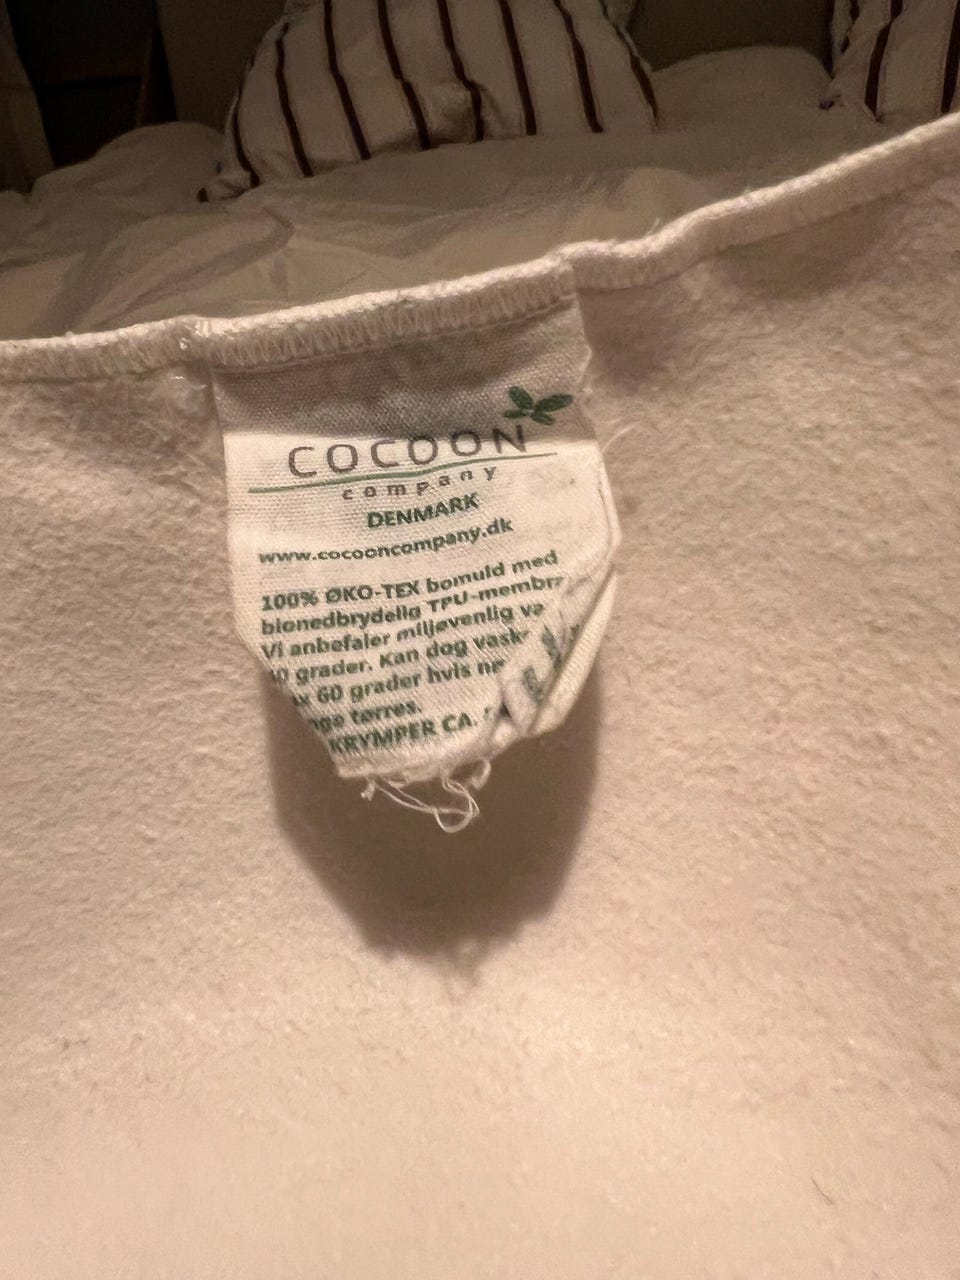 COCOON
company
DENMARK
www.cocooncompany.dk
100% ØKO-TEX bomuld med
bionedbrydelig TPU-membr
Vi anbefaler miljøvenlig va
grader. Kan dog vask
60 grader hvis
tørres.
KRYMPER CA.